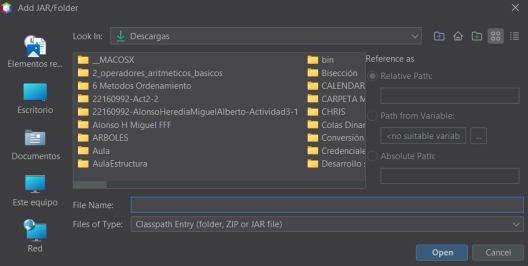 Add JAR/Folder
Look In:
Descargas
Elementos re...
Escritorio
Documentos
Este equipo
Red
__MACOSX
2_operadores_aritmeticos_basicos
6 Metodos Ordenamiento
22160992-Act2-2
22160992-AlonsoHerediaMiguelAlberto-Actividad3-1
Alonso H Miguel FFF
ARBOLES
Aula
AulaEstructura
bin
Bisección
CALENDAR
CARPETA M
CHRIS
Colas Dinar
Conversión
Credenciale
Desarrollo
Reference as
Relative Path:
Path from Variable:
<no suitable variab
...
Absolute Path:
File Name:
Files of Type:
Classpath Entry (folder, ZIP or JAR file)
Open
Cancel